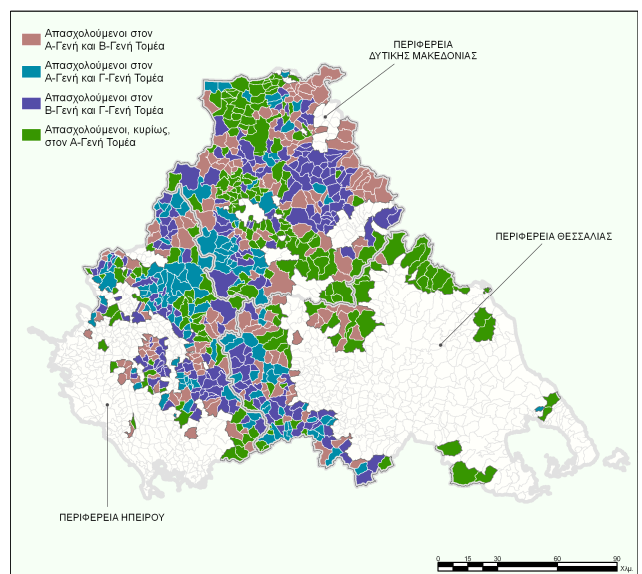 Απασχολούμενοι στον
Α-Γενή και Β-Γενή Τομέα
Απασχολούμενοι στον
Α-Γενή και Γ-Γενή Τομέα
Απασχολούμενοι στον
Β-Γενή και Γ-Γενή Τομέα
Απασχολούμενοι, κυρίως,
στον Α-Γενή Τομέα
ΠΕΡΙΦΕΡΕΙΑ
ΔΥΤΙΚΗΣ ΜΑΚΕΔΟΝΙΑΣ
ΠΕΡΙΦΕΡΕΙΑ ΘΕΣΣΑΛΙΑΣ
ΠΕΡΙΦΕΡΕΙΑ ΗΠΕΙΡΟΥ
0 15 30 60 90
Χλμ.